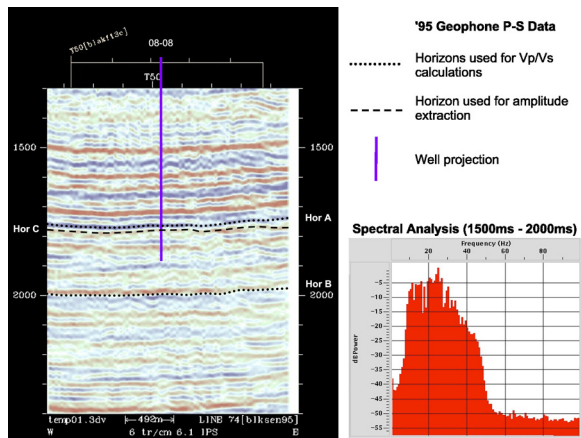 T50[blakf13c]
08-08
T50
1500
1500
Hor A
Hor C
Hor B
2000
2000
temp01.3dv
492m
LINE 74[blksen95]
W
6 tr/cm 6.1 IPS
E
'95 Geophone P-S Data
Horizons used for Vp/Vs
calculations
Horizon used for amplitude
extraction
Well projection
Spectral Analysis (1500ms - 2000ms)
Frequency (Hz)
20
40
60
80
-5
-10
-15
-20
-25
-30
-35
-40
-45
-50
-55
dBPower